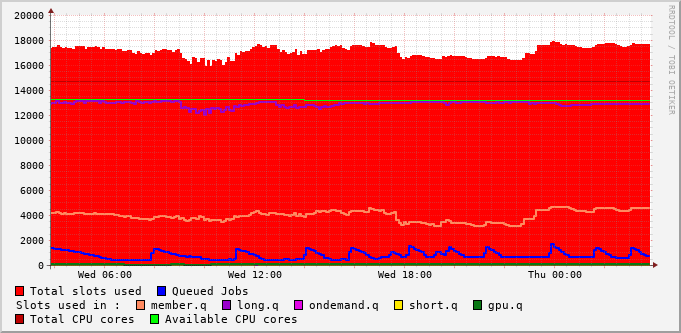 20000
18000
16000
14000
12000
10000
8000
6000
4000
2000
0
Wed 06:00 Wed 12:00 Wed 18:00 Thu 00:00
RRDTOOL / TOBI OETIKER
Total slots used Queued Jobs
Slots used in : member.q long.q ondemand.q short.q gpu.q
Total CPU cores Available CPU cores